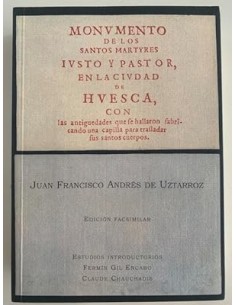 MONVMENTO
DE LOS
SANTOS MARTYRES
IVSTO Y PASTOR,
EN LA CIVDAD
DE
HVESCA,
CON
las antiguedades que se hallaron fabri-
cando una capilla para trasladar
sus santos cuerpos.
JUAN FRANCISCO ANDRÉS DE UZTARROZ
EDICIÓN FACSIMILAR
ESTUDIOS INTRODUCTORIOS
FERMÍN GIL ENCABO
CLAUDE CHAUCHADIS